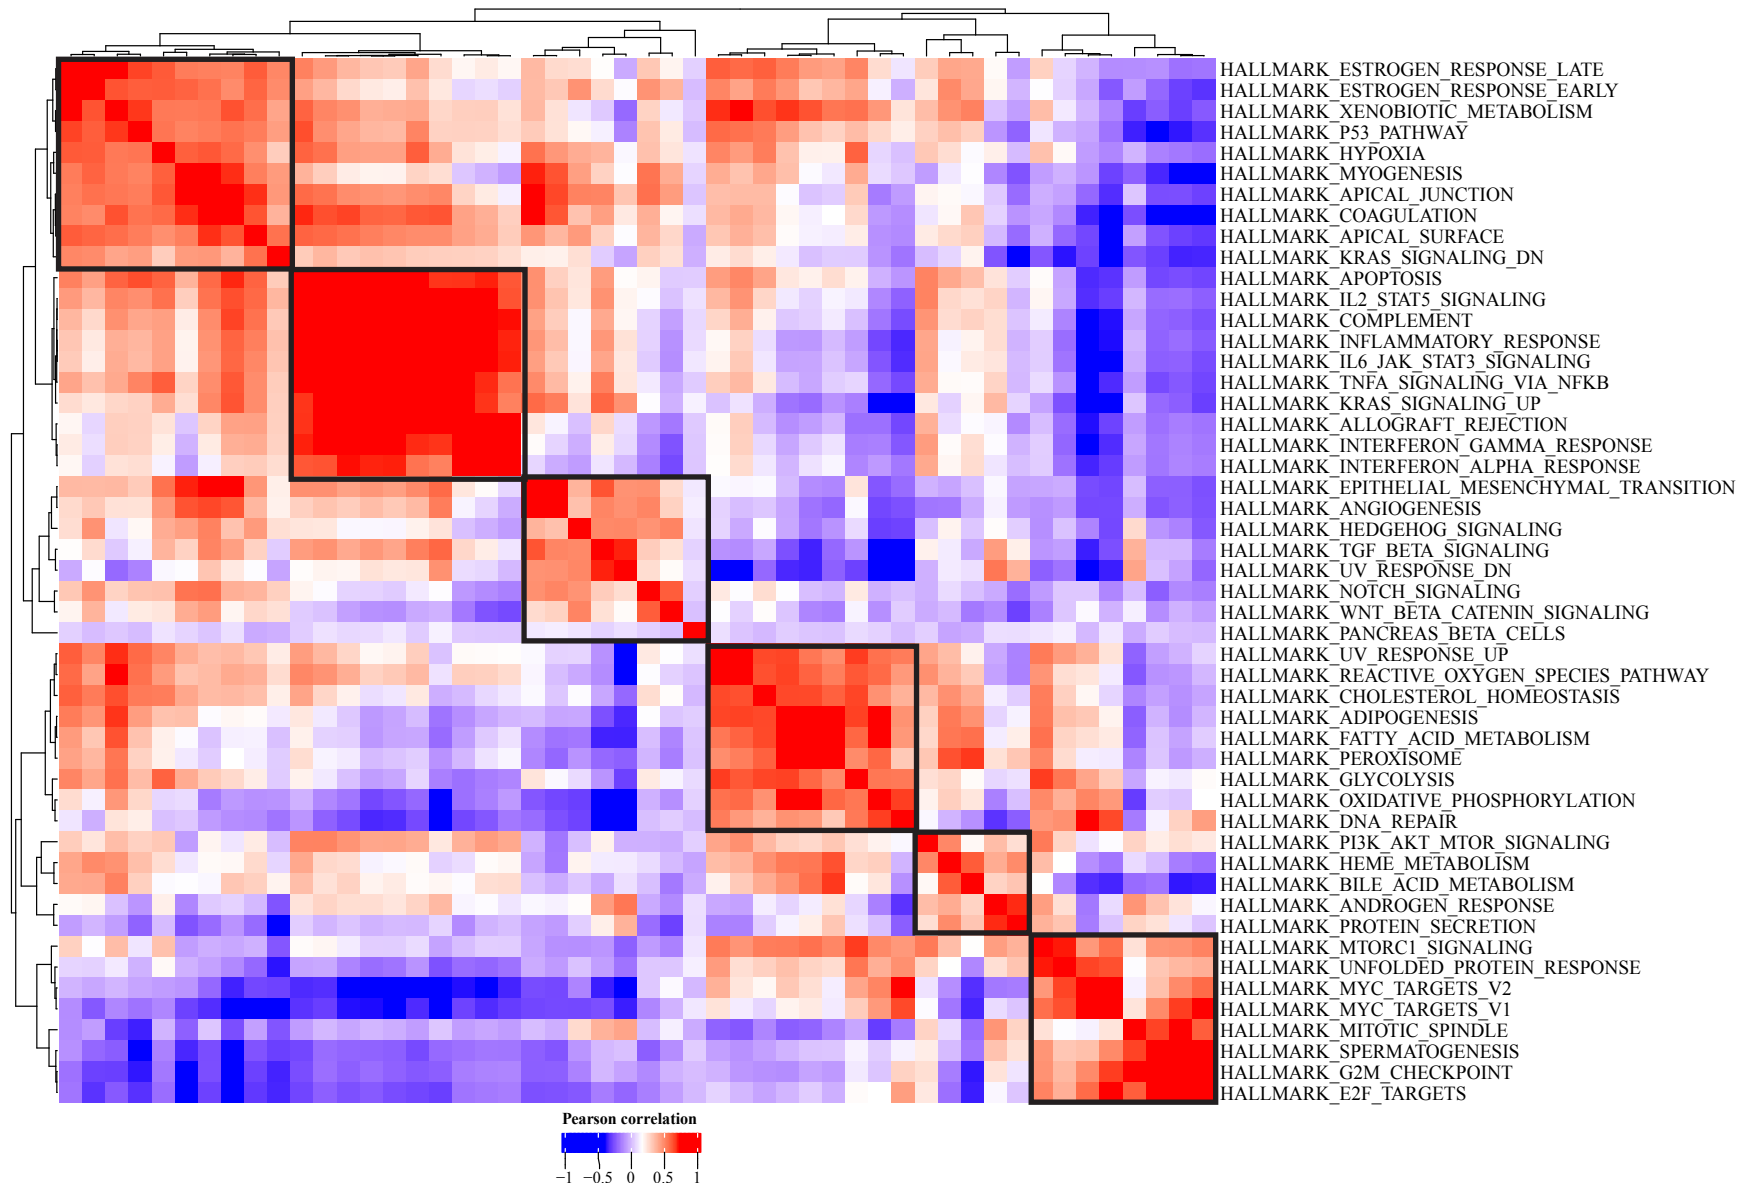 HALLMARK_ESTROGEN_RESPONSE_LATE
HALLMARK_ESTROGEN_RESPONSE_EARLY
HALLMARK_XENOBIOTIC_METABOLISM
HALLMARK_P53_PATHWAY
HALLMARK_HYPOXIA
HALLMARK_MYOGENESIS
HALLMARK_APICAL_JUNCTION
HALLMARK_COAGULATION
HALLMARK_APICAL_SURFACE
HALLMARK_KRAS_SIGNALING_DN
HALLMARK_APOPTOSIS
HALLMARK_IL2_STAT5_SIGNALING
HALLMARK_COMPLEMENT
HALLMARK_INFLAMMATORY_RESPONSE
HALLMARK_IL6_JAK_STAT3_SIGNALING
HALLMARK_TNFA_SIGNALING_VIA_NFKB
HALLMARK_KRAS_SIGNALING_UP
HALLMARK_ALLOGRAFT_REJECTION
HALLMARK_INTERFERON_GAMMA_RESPONSE
HALLMARK_INTERFERON_ALPHA_RESPONSE
HALLMARK_EPITHELIAL_MESENCHYMAL_TRANSITION
HALLMARK_ANGIOGENESIS
HALLMARK_HEDGEHOG_SIGNALING
HALLMARK_TGF_BETA_SIGNALING
HALLMARK_UV_RESPONSE_DN
HALLMARK_NOTCH_SIGNALING
HALLMARK_WNT_BETA_CATENIN_SIGNALING
HALLMARK_PANCREAS_BETA_CELLS
HALLMARK_UV_RESPONSE_UP
HALLMARK_REACTIVE_OXYGEN_SPECIES_PATHWAY
HALLMARK_CHOLESTEROL_HOMEOSTASIS
HALLMARK_ADIPOGENESIS
HALLMARK_FATTY_ACID_METABOLISM
HALLMARK_PEROXISOME
HALLMARK_GLYCOLYSIS
HALLMARK_OXIDATIVE_PHOSPHORYLATION
HALLMARK_DNA_REPAIR
HALLMARK_PI3K_AKT_MTOR_SIGNALING
HALLMARK_HEME_METABOLISM
HALLMARK_BILE_ACID_METABOLISM
HALLMARK_ANDROGEN_RESPONSE
HALLMARK_PROTEIN_SECRETION
HALLMARK_MTORC1_SIGNALING
HALLMARK_UNFOLDED_PROTEIN_RESPONSE
HALLMARK_MYC_TARGETS_V2
HALLMARK_MYC_TARGETS_V1
HALLMARK_MITOTIC_SPINDLE
HALLMARK_SPERMATOGENESIS
HALLMARK_G2M_CHECKPOINT
HALLMARK_E2F_TARGETS
Pearson correlation
−1 −0.5 0 0.5 1